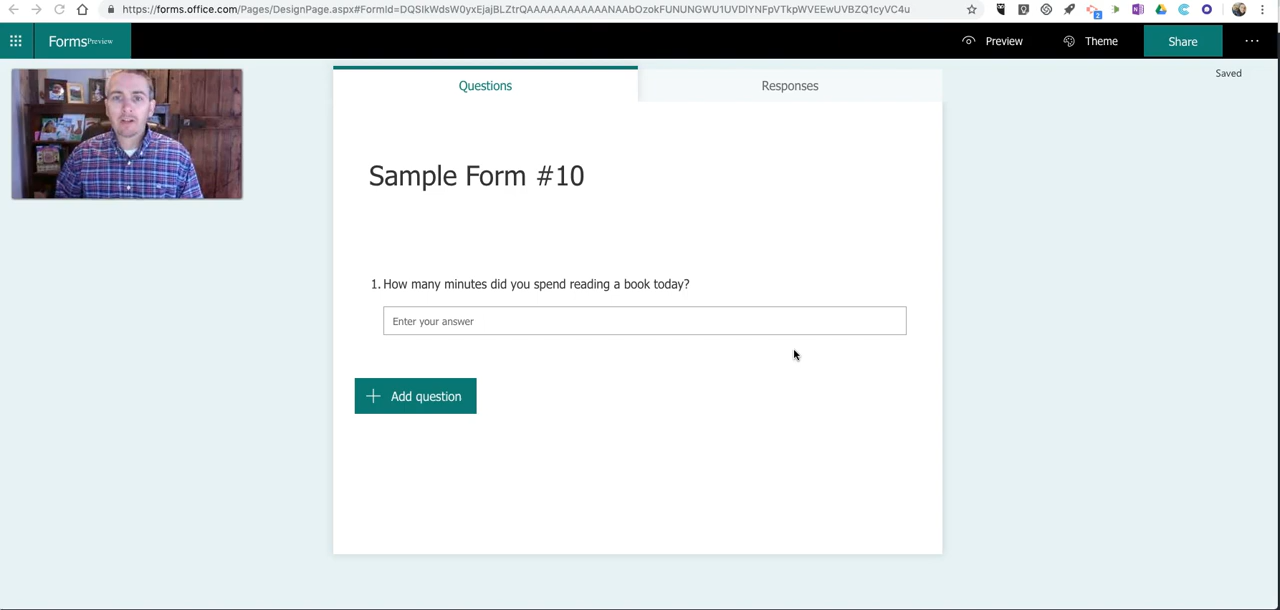 https://forms.office.com/Pages/DesignPage.aspx#FormId=DQSIkWdsW0yxEjajBLZtrQAAAAAAAAAAAANAAbOzokFUNUNGWU1UVDlYNFpVTkpWVEEwUVBZQ1cyVC4u
2
Forms Preview
Preview
Theme
Share
...
Questions
Responses
Saved
Sample Form #10
1. How many minutes did you spend reading a book today?
Enter your answer
+ Add question